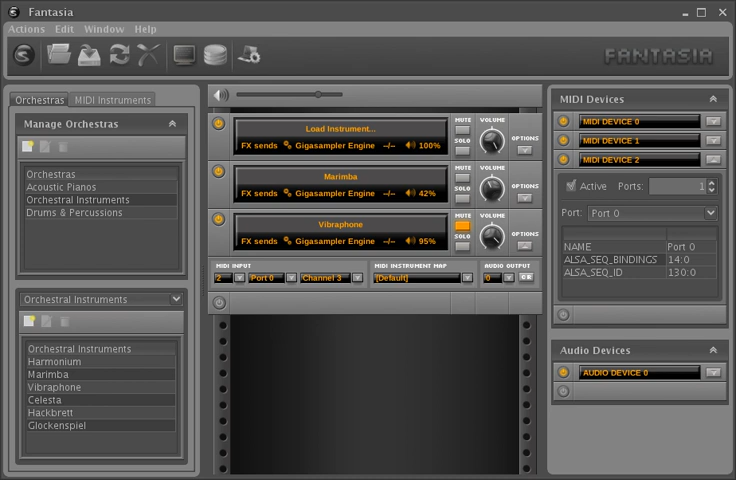 Fantasia
Actions Edit Window Help
FANTASIA
Orchestras MIDI Instruments
Manage Orchestras
Orchestras
Acoustic Pianos
Orchestral Instruments
Drums & Percussions
Orchestral Instruments
Orchestral Instruments
Harmonium
Marimba
Vibraphone
Celesta
Hackbrett
Glockenspiel
Load Instrument...
FX sends Gigasampler Engine --/-- 100%
MUTE VOLUME
SOLO OPTIONS
Marimba
FX sends Gigasampler Engine --/-- 42%
MUTE VOLUME
SOLO OPTIONS
Vibraphone
FX sends Gigasampler Engine --/-- 95%
MUTE VOLUME
SOLO OPTIONS
MIDI INPUT MIDI INSTRUMENT MAP AUDIO OUTPUT
2 Port 0 Channel 3 [Default] 0 CH
MIDI Devices
MIDI DEVICE 0
MIDI DEVICE 1
MIDI DEVICE 2
Active Ports: 1
Port: Port 0
NAME Port 0
ALSA_SEQ_BINDINGS 14:0
ALSA_SEQ_ID 130:0
Audio Devices
AUDIO DEVICE 0